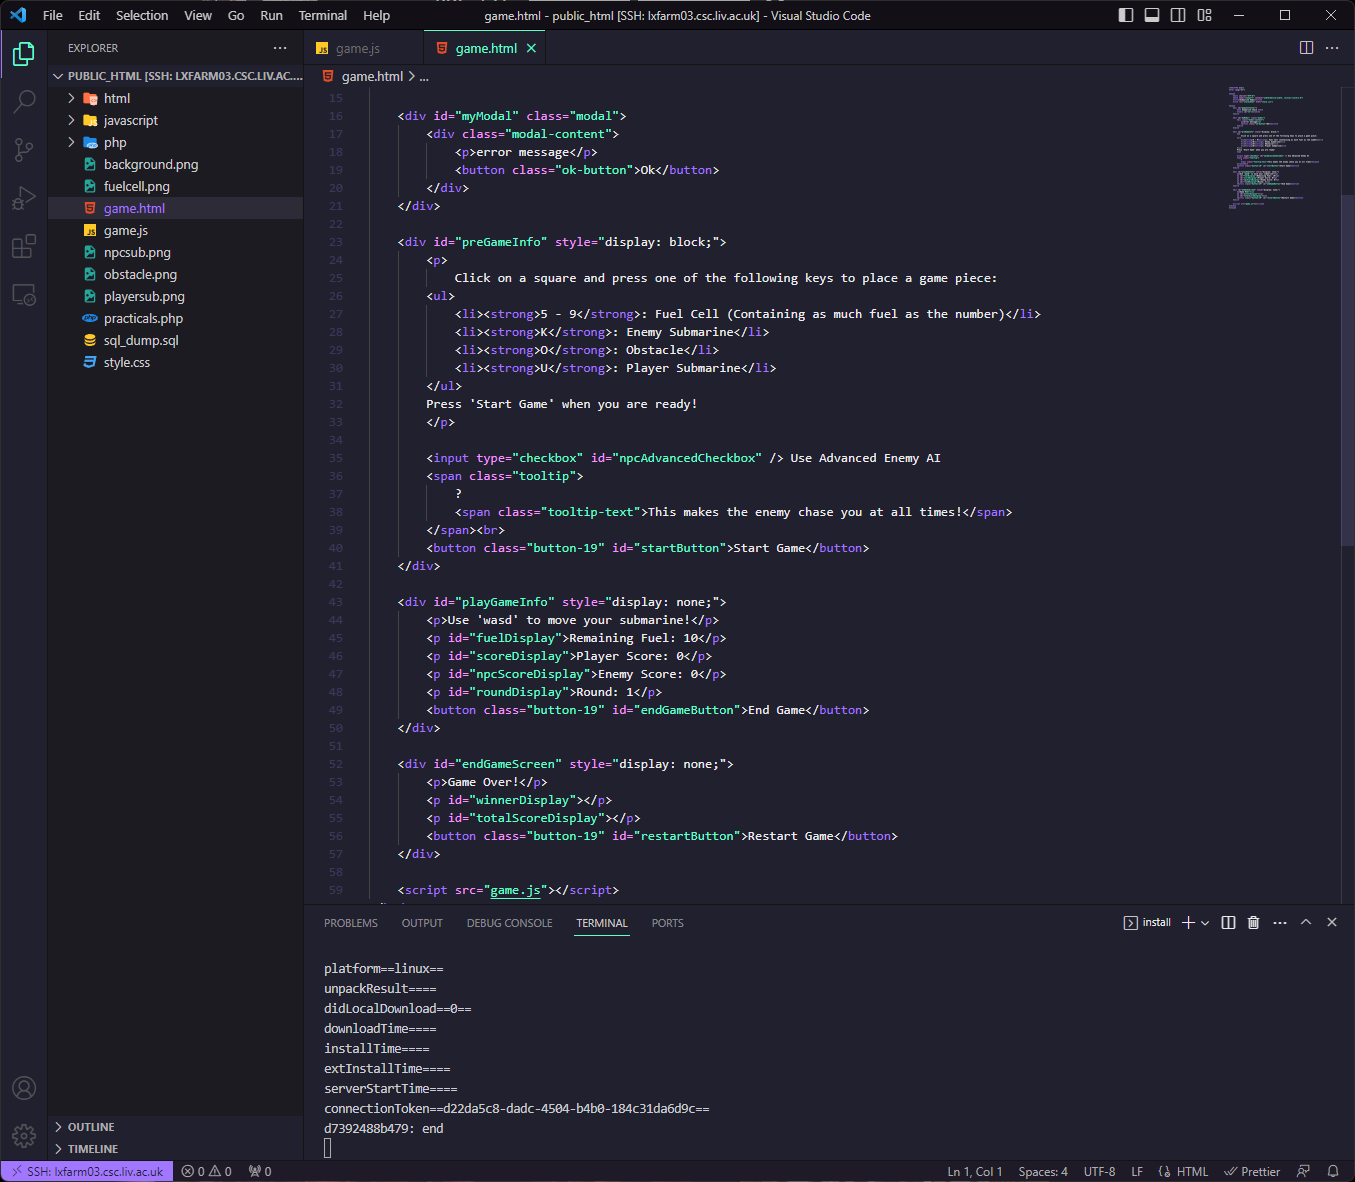 File Edit Selection View Go Run Terminal Help
game.html - public_html [SSH: lxfarm03.csc.liv.ac.uk] - Visual Studio Code
EXPLORER
PUBLIC_HTML [SSH: LXFARM03.CSC.LIV.AC....
html
javascript
php
background.png
fuelcell.png
game.html
game.js
npcsub.png
obstacle.png
playersub.png
practicals.php
sql_dump.sql
style.css
OUTLINE
TIMELINE
game.js game.html
game.html > ...
15
16 <div id="myModal" class="modal">
17 <div class="modal-content">
18 <p>error message</p>
19 <button class="ok-button">Ok</button>
20 </div>
21 </div>
22
23 <div id="preGameInfo" style="display: block;">
24 <p>
25 Click on a square and press one of the following keys to place a game piece:
26 <ul>
27 <li><strong>5 - 9</strong>: Fuel Cell (Containing as much fuel as the number)</li>
28 <li><strong>K</strong>: Enemy Submarine</li>
29 <li><strong>O</strong>: Obstacle</li>
30 <li><strong>U</strong>: Player Submarine</li>
31 </ul>
32 Press 'Start Game' when you are ready!
33 </p>
34
35 <input type="checkbox" id="npcAdvancedCheckbox" /> Use Advanced Enemy AI
36 <span class="tooltip">
37 ?
38 <span class="tooltip-text">This makes the enemy chase you at all times!</span>
39 </span><br>
40 <button class="button-19" id="startButton">Start Game</button>
41 </div>
42
43 <div id="playGameInfo" style="display: none;">
44 <p>Use 'wasd' to move your submarine!</p>
45 <p id="fuelDisplay">Remaining Fuel: 10</p>
46 <p id="scoreDisplay">Player Score: 0</p>
47 <p id="npcScoreDisplay">Enemy Score: 0</p>
48 <p id="roundDisplay">Round: 1</p>
49 <button class="button-19" id="endGameButton">End Game</button>
50 </div>
51
52 <div id="endGameScreen" style="display: none;">
53 <p>Game Over!</p>
54 <p id="winnerDisplay"></p>
55 <p id="totalScoreDisplay"></p>
56 <button class="button-19" id="restartButton">Restart Game</button>
57 </div>
58
59 <script src="game.js"></script>
PROBLEMS OUTPUT DEBUG CONSOLE TERMINAL PORTS install
platform==linux==
unpackResult====
didLocalDownload==0==
downloadTime====
installTime====
extInstallTime====
serverStartTime====
connectionToken==d22da5c8-dadc-4504-b4b0-184c31da6d9c==
d7392488b479: end
SSH: lxfarm03.csc.liv.ac.uk 0 0 0 Ln 1, Col 1 Spaces: 4 UTF-8 LF HTML Prettier